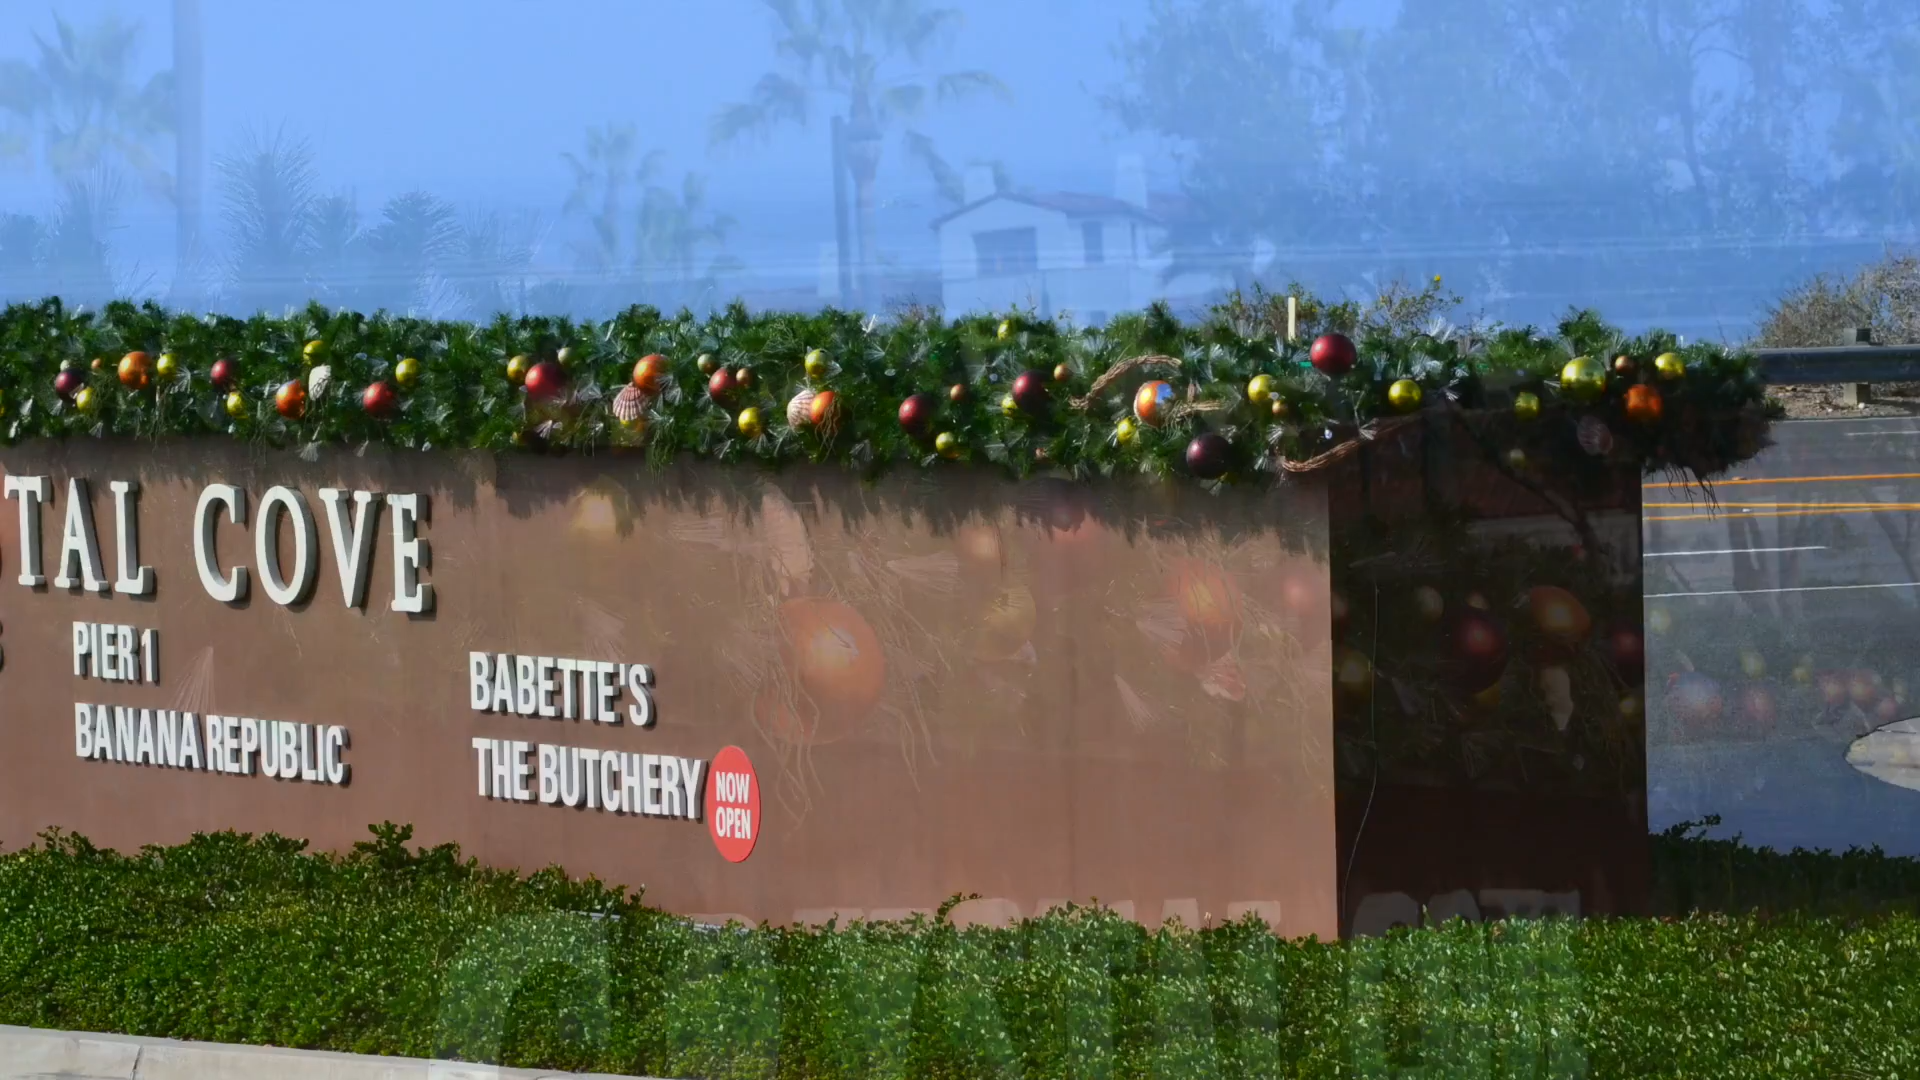 TAL COVE
PIER 1
BANANA REPUBLIC
BABETTE'S
THE BUTCHERY
NOW
OPEN